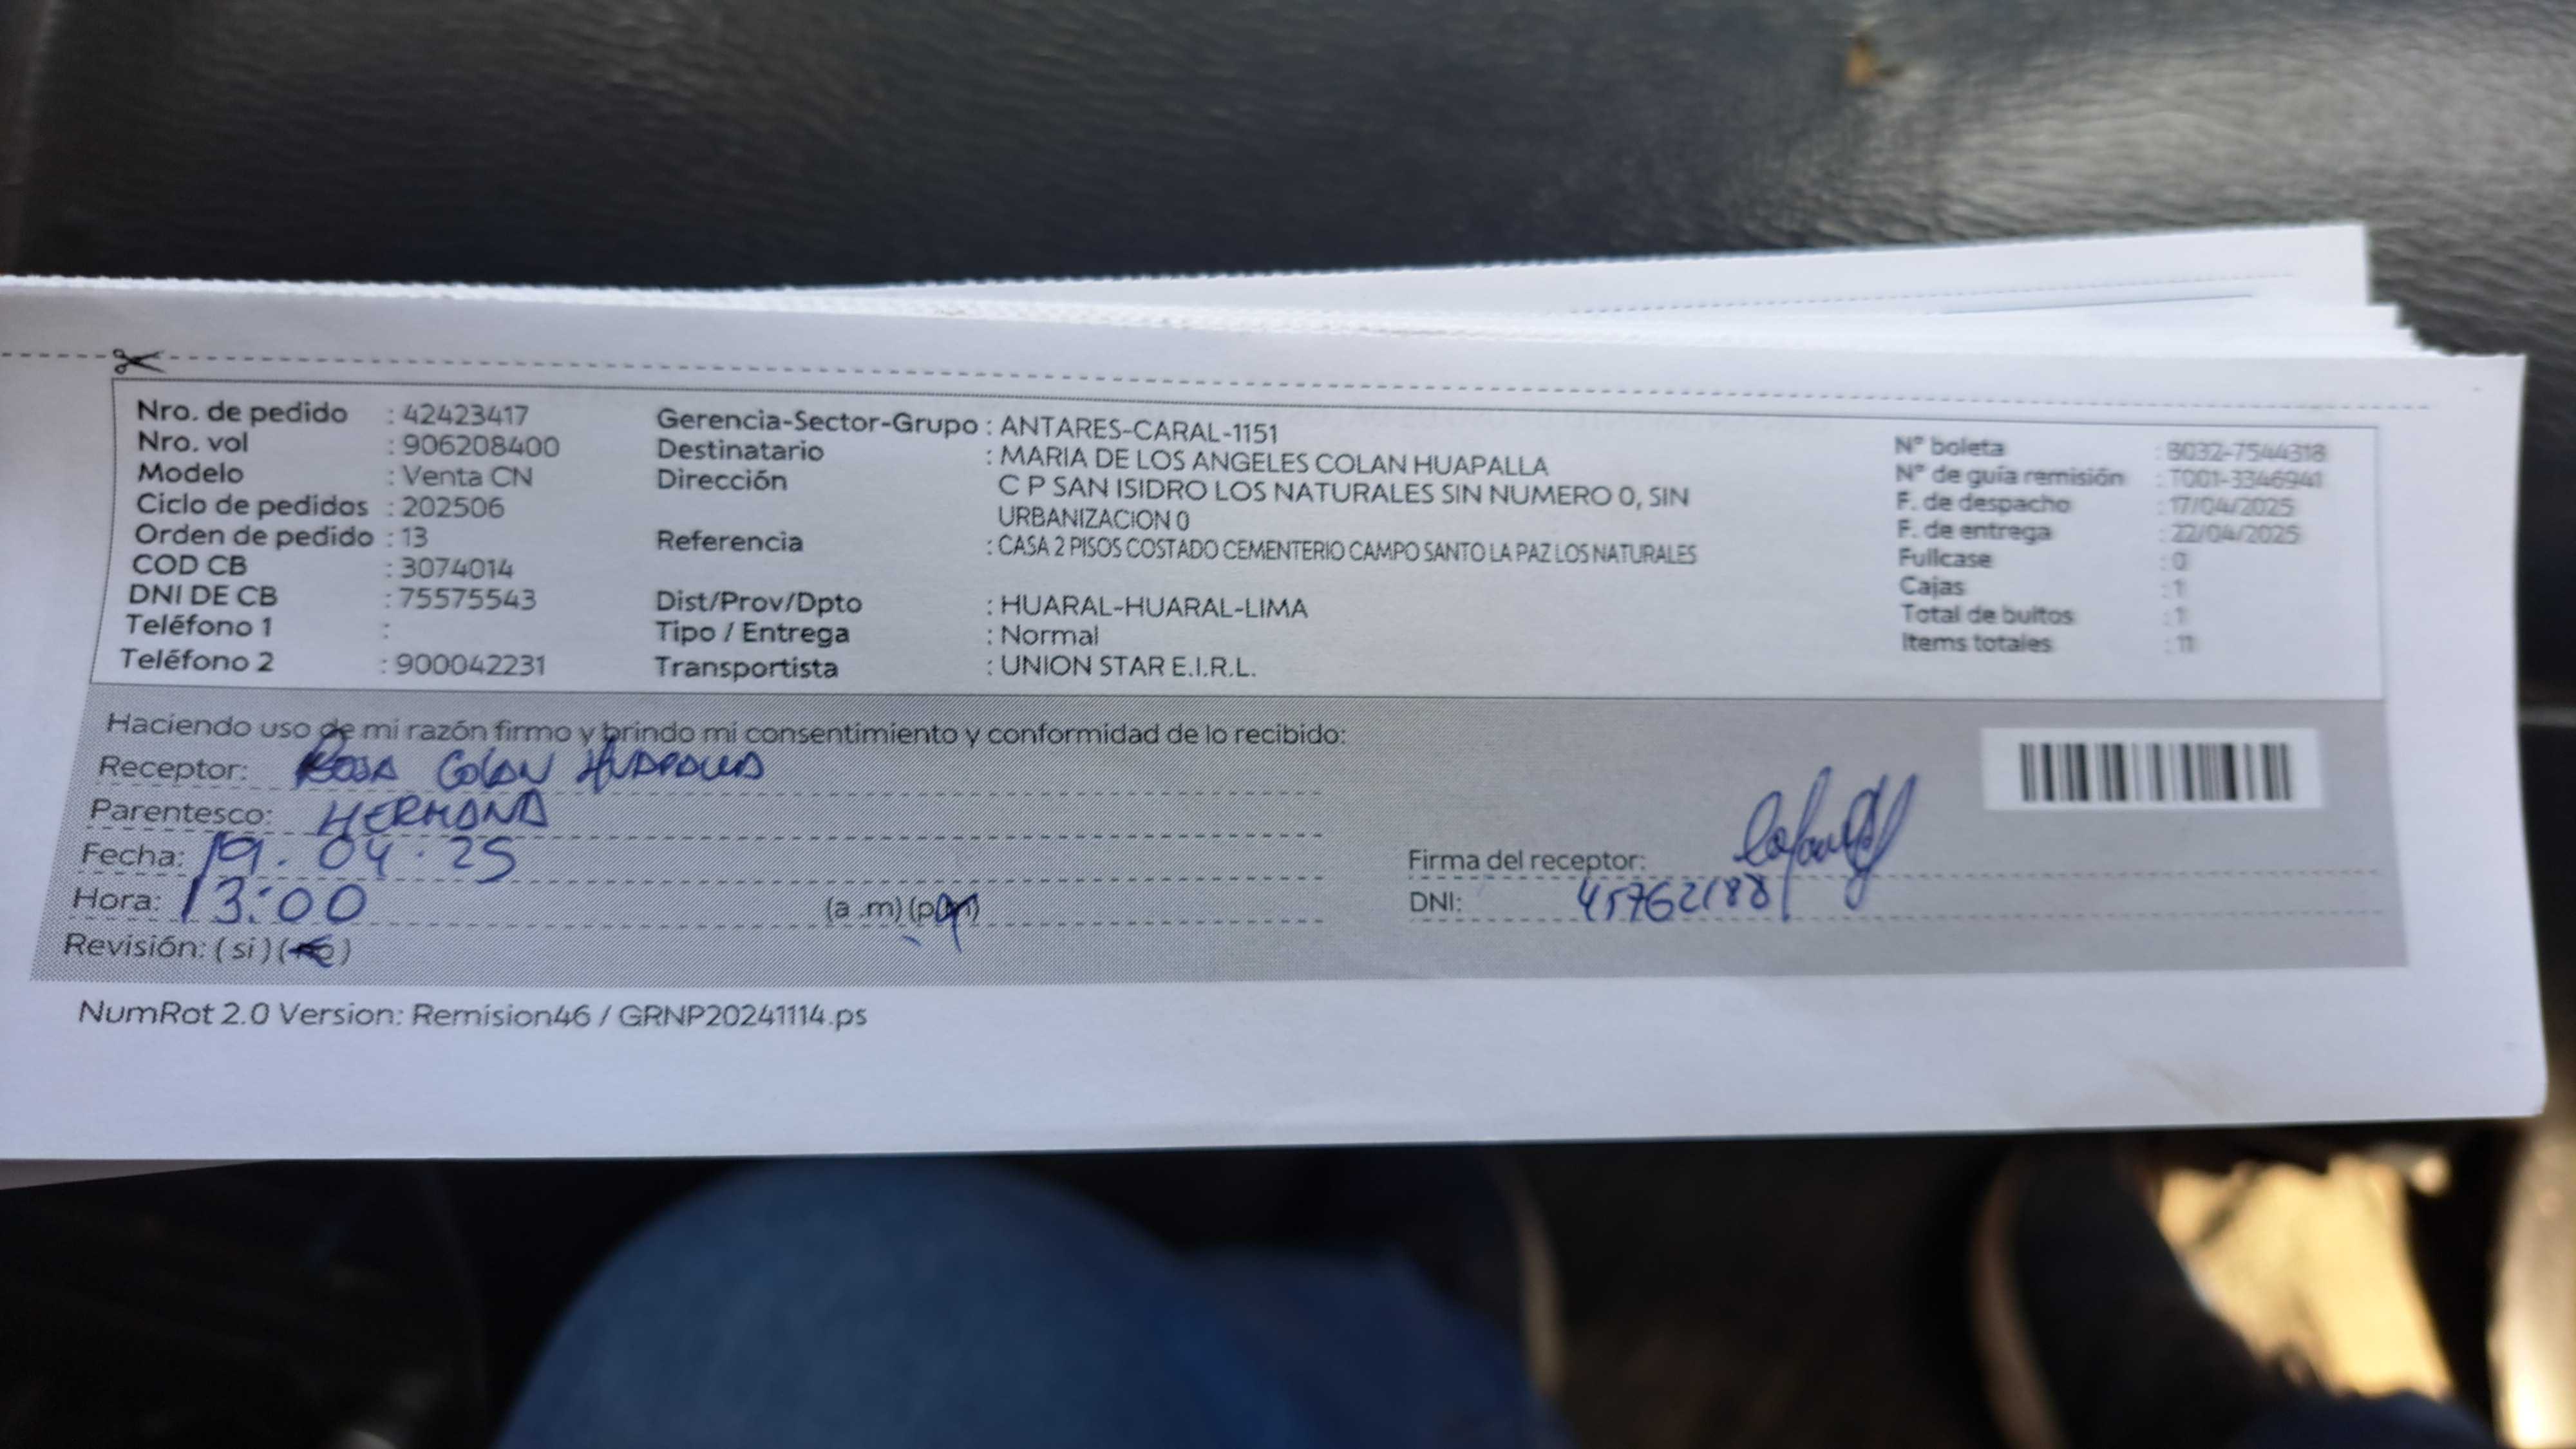 Nro. de pedido : 42423417
Nro. vol : 906208400
Modelo : Venta CN
Ciclo de pedidos : 202506
Orden de pedido : 13
COD CB : 3074014
DNI DE CB : 75575543
Teléfono 1 :
Teléfono 2 : 900042231
Gerencia-Sector-Grupo : ANTARES-CARAL-1151
Destinatario : MARIA DE LOS ANGELES COLAN HUAPALLA
Dirección C P SAN ISIDRO LOS NATURALES SIN NUMERO 0, SIN
URBANIZACION 0
Referencia : CASA 2 PISOS COSTADO CEMENTERIO CAMPO SANTO LA PAZ LOS NATURALES
Dist/Prov/Dpto : HUARAL-HUARAL-LIMA
Tipo / Entrega : Normal
Transportista : UNION STAR E.I.R.L.
N° boleta : B032-7544318
N° de guía remisión : T001-3346941
F. de despacho : 17/04/2025
F. de entrega : 22/04/2025
Fullcase : 0
Cajas : 1
Total de bultos : 1
Items totales : 11
Haciendo uso de mi razón firmo y brindo mi consentimiento y conformidad de lo recibido:
Receptor: ROSA COLAN HUAPALLA
Parentesco: HERMANA
Fecha: 19.04.25
Hora: 13:00 (a .m) (p.m)
Revisión: ( si ) ( no )
Firma del receptor:
DNI: 45762188
NumRot 2.0 Version: Remision46 / GRNP20241114.ps